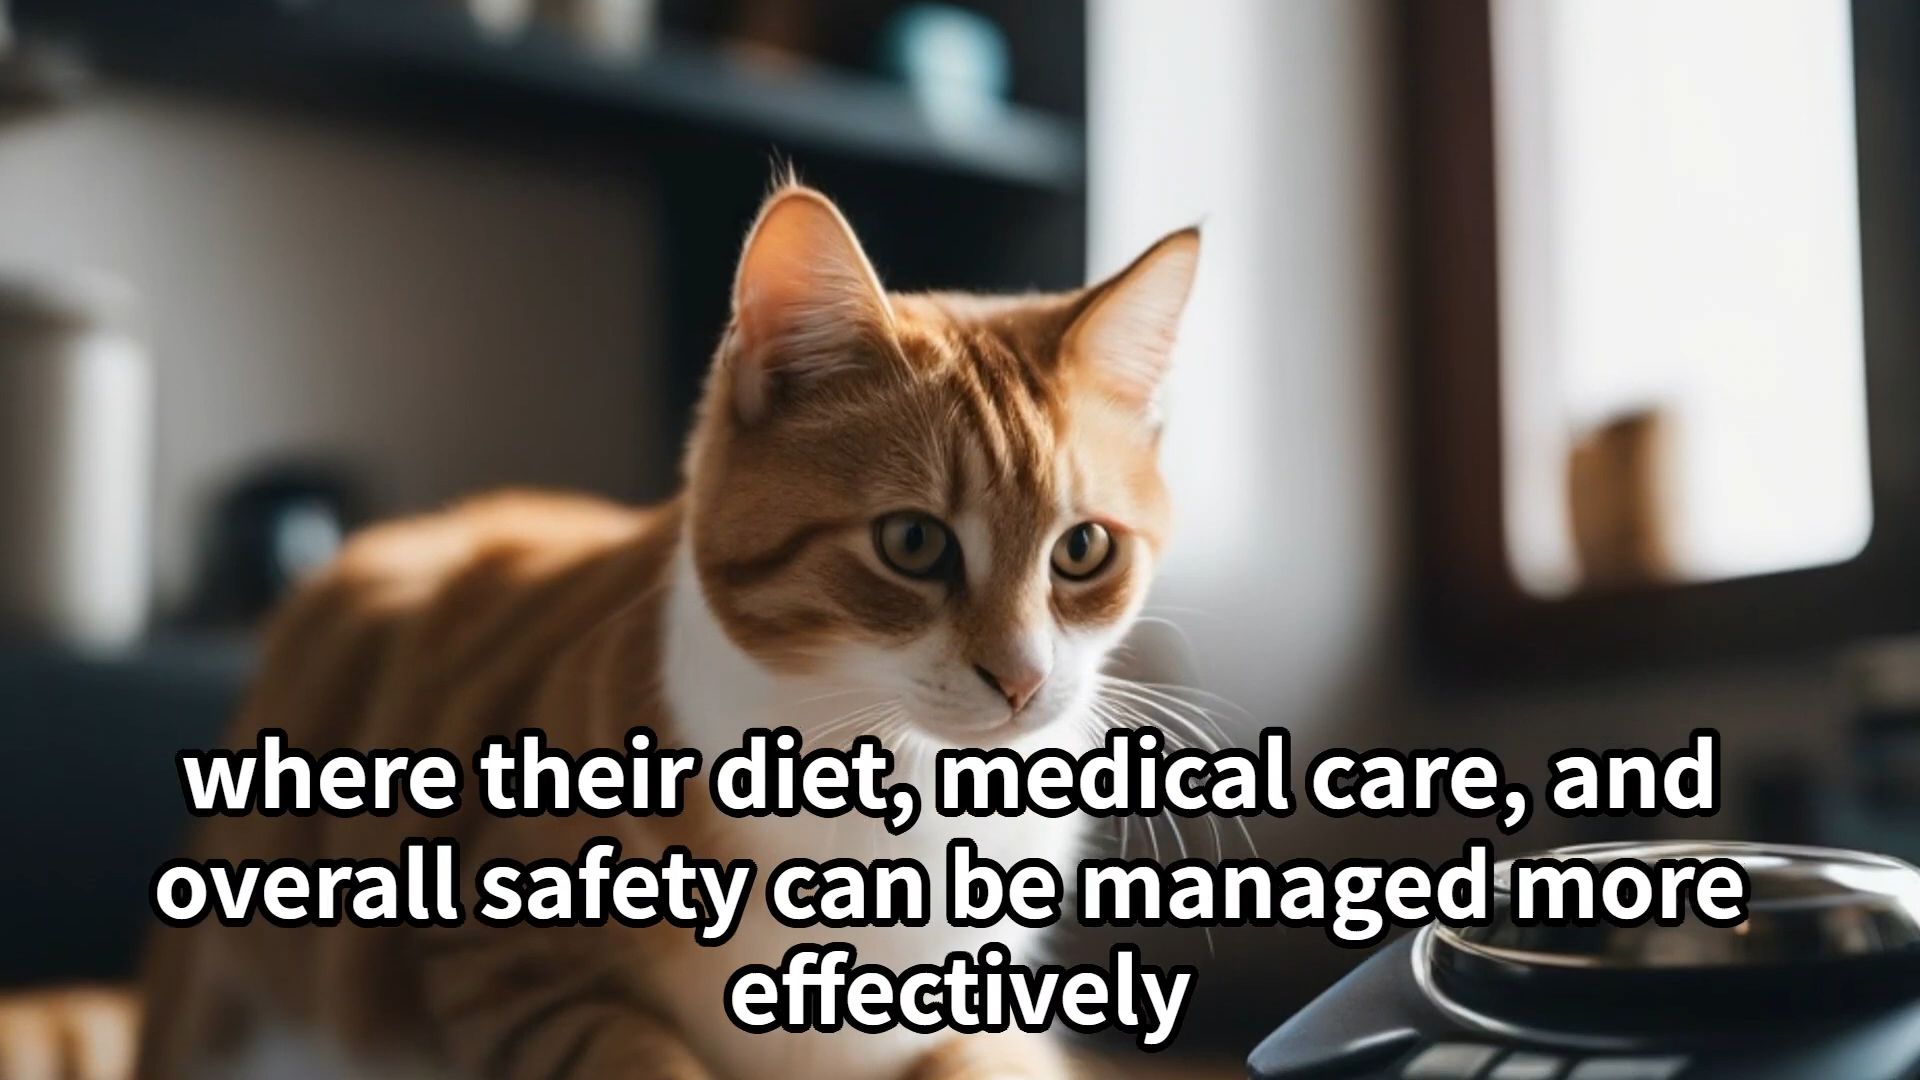 where their diet, medical care, and
overall safety can be managed more
effectively